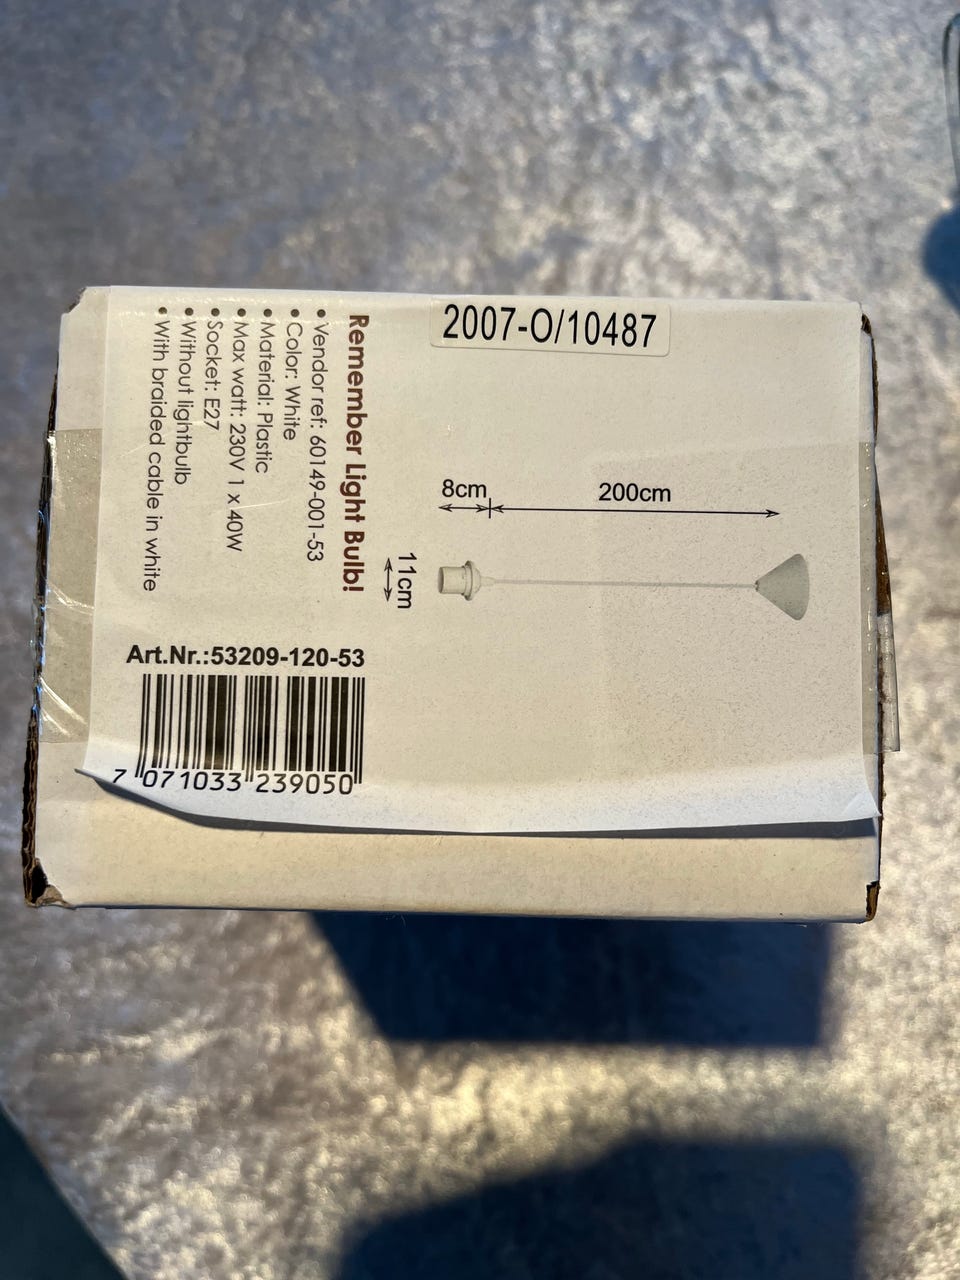 2007-O/10487
Remember Light Bulb!
• Vendor ref: 60149-001-53
• Color: White
• Material: Plastic
• Max watt: 230V 1 x 40W
• Socket: E27
• Without lightbulb
• With braided cable in white
8cm
200cm
11cm
Art.Nr.:53209-120-53
7 071033 239050